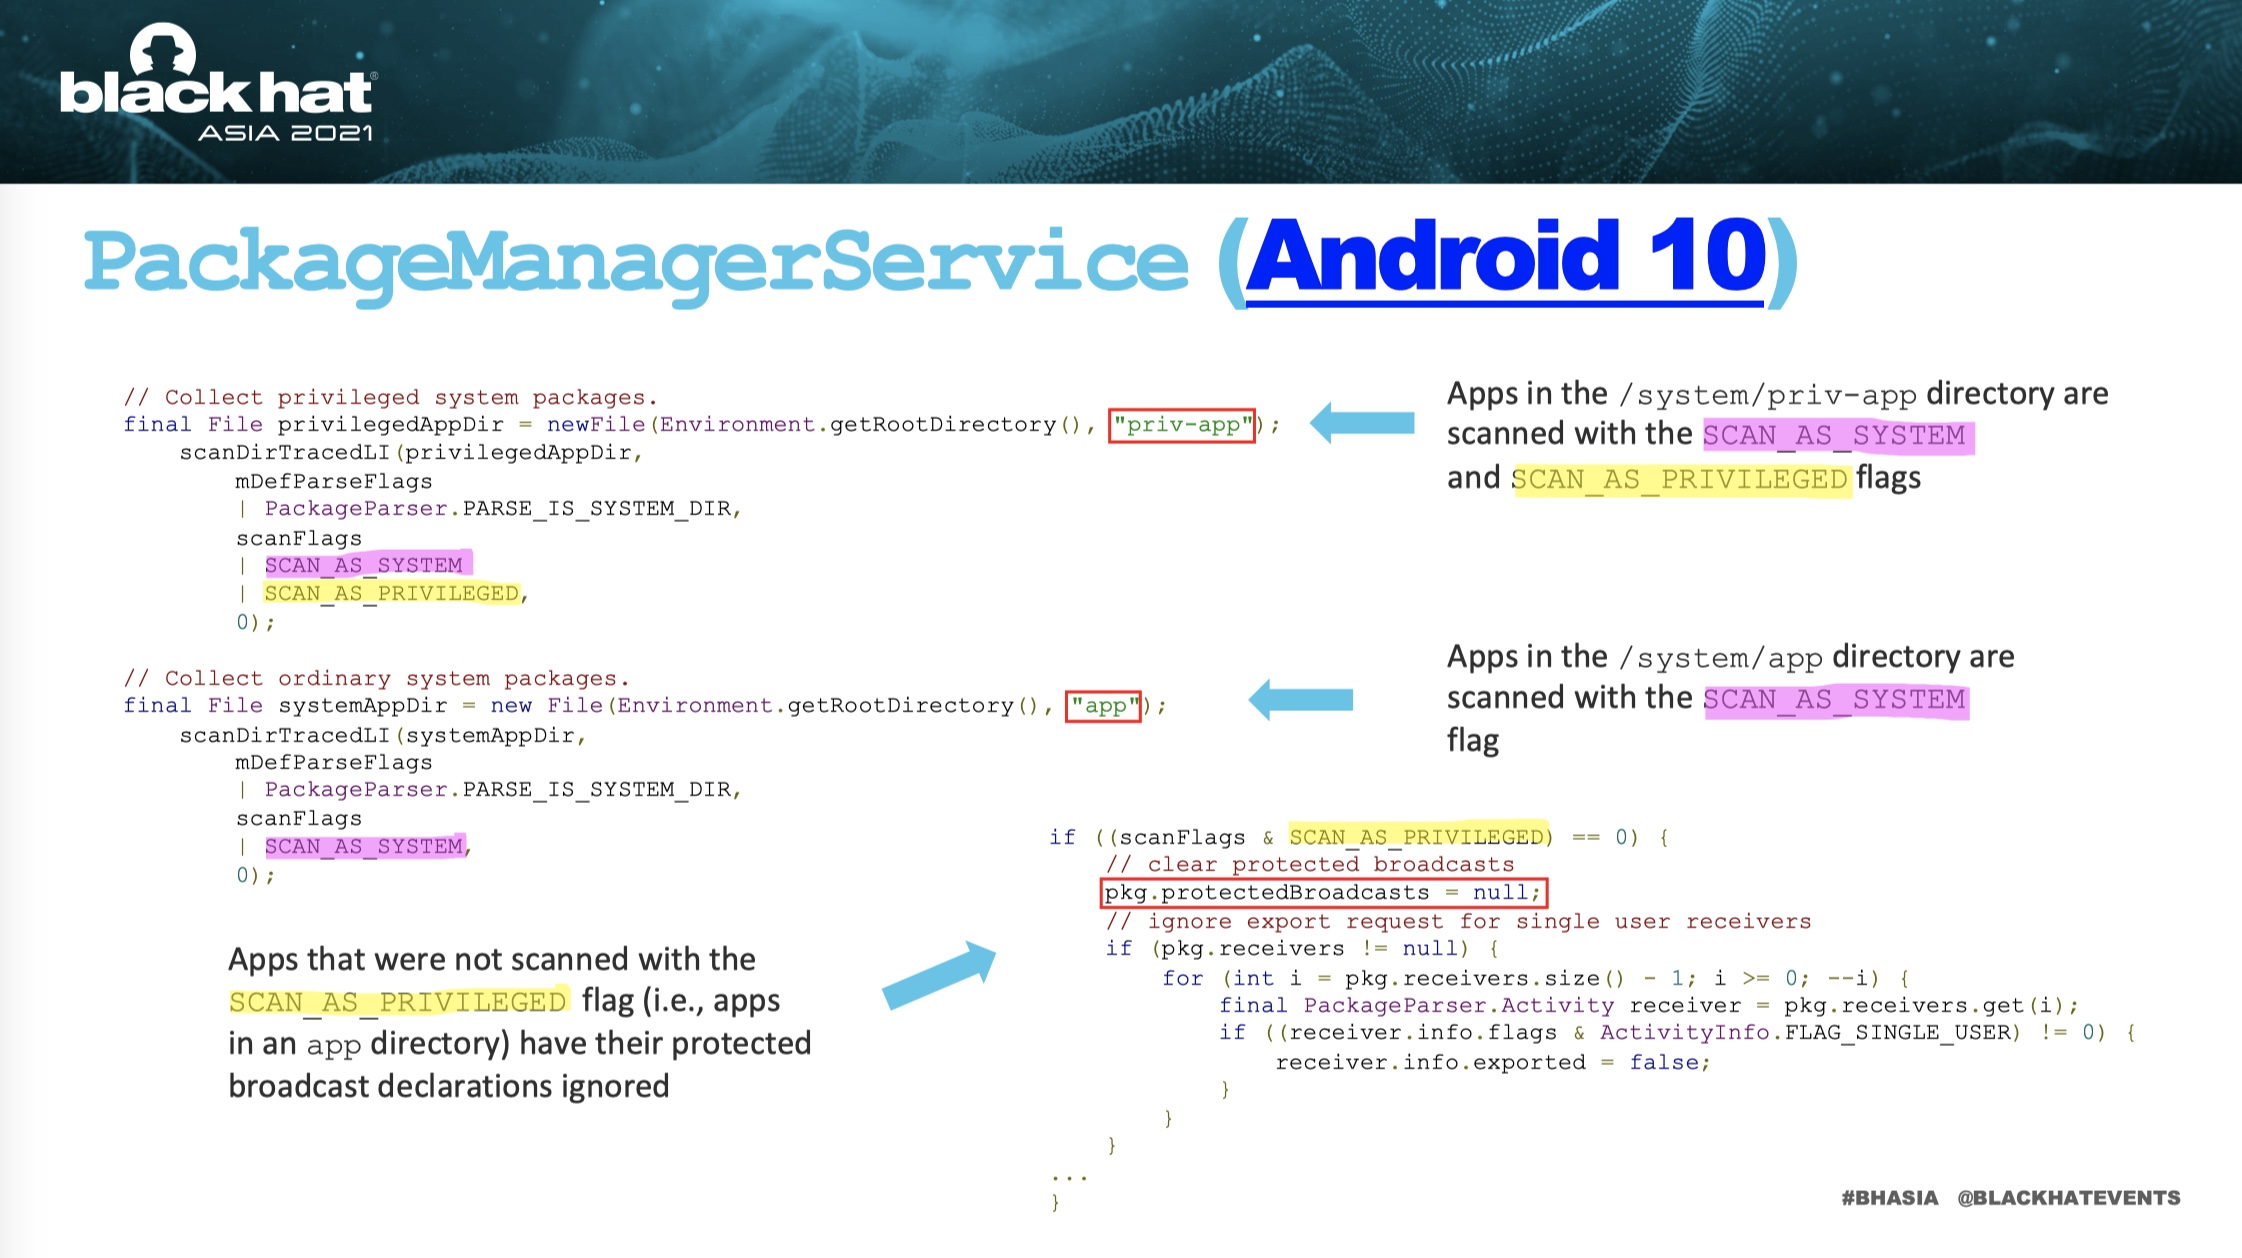 black hat®
ASIA 2021
PackageManagerService (Android 10)
// Collect privileged system packages.
final File privilegedAppDir = newFile(Environment.getRootDirectory(), "priv-app");
scanDirTracedLI(privilegedAppDir,
mDefParseFlags
| PackageParser.PARSE_IS_SYSTEM_DIR,
scanFlags
| SCAN_AS_SYSTEM
| SCAN_AS_PRIVILEGED,
0);
Apps in the /system/priv-app directory are
scanned with the SCAN_AS_SYSTEM
and SCAN_AS_PRIVILEGED flags
// Collect ordinary system packages.
final File systemAppDir = new File(Environment.getRootDirectory(), "app");
scanDirTracedLI(systemAppDir,
mDefParseFlags
| PackageParser.PARSE_IS_SYSTEM_DIR,
scanFlags
| SCAN_AS_SYSTEM,
0);
Apps in the /system/app directory are
scanned with the SCAN_AS_SYSTEM
flag
Apps that were not scanned with the
SCAN_AS_PRIVILEGED flag (i.e., apps
in an app directory) have their protected
broadcast declarations ignored
if ((scanFlags & SCAN_AS_PRIVILEGED) == 0) {
// clear protected broadcasts
pkg.protectedBroadcasts = null;
// ignore export request for single user receivers
if (pkg.receivers != null) {
for (int i = pkg.receivers.size() - 1; i >= 0; --i) {
final PackageParser.Activity receiver = pkg.receivers.get(i);
if ((receiver.info.flags & ActivityInfo.FLAG_SINGLE_USER) != 0) {
receiver.info.exported = false;
}
}
}
...
}
#BHASIA @BLACKHATEVENTS